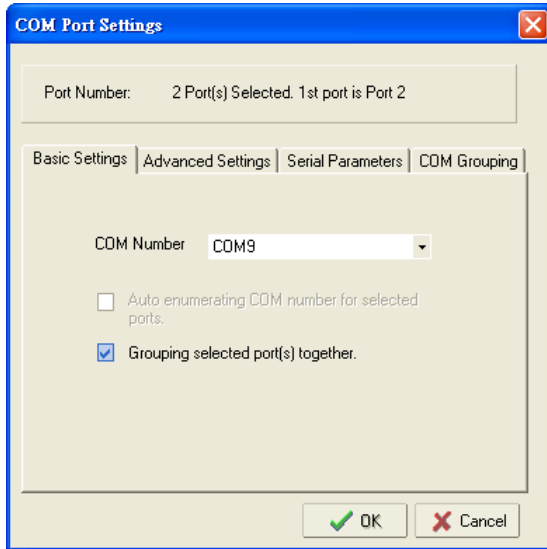 COM Port Settings
Port Number: 2 Port(s) Selected. 1st port is Port 2
Basic Settings Advanced Settings Serial Parameters COM Grouping
COM Number COM9
Auto enumerating COM number for selected
ports.
Grouping selected port(s) together.
OK Cancel